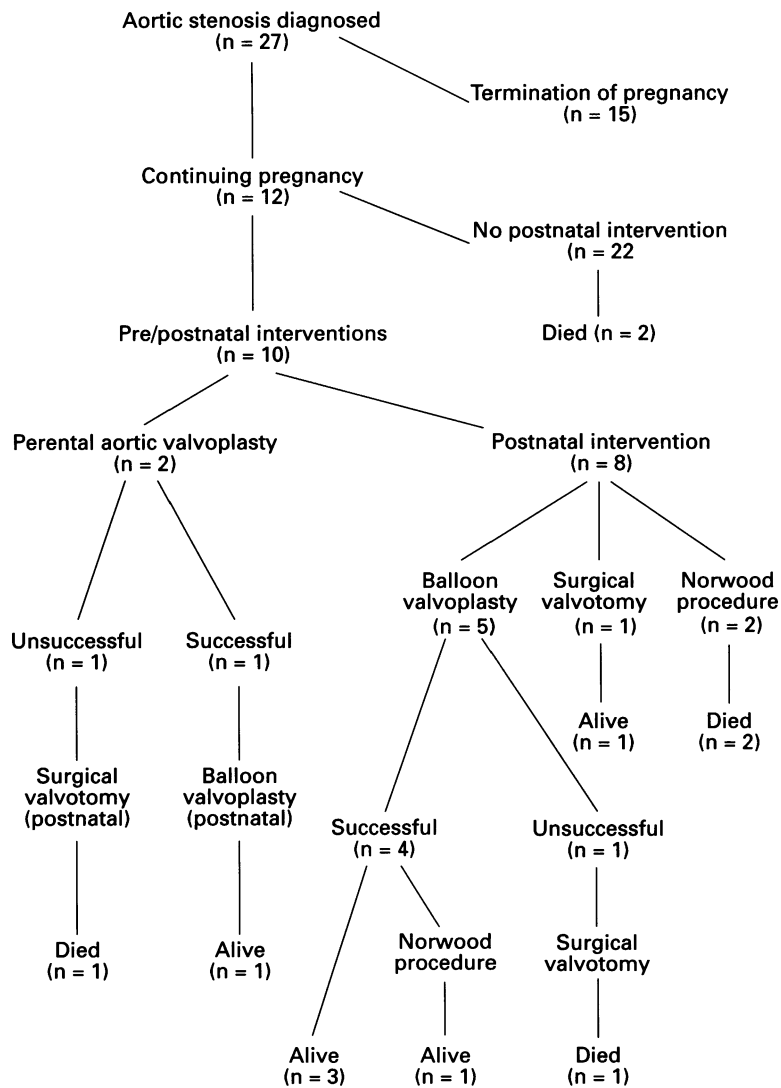 Aortic stenosis diagnosed
(n = 27)
Termination of pregnancy
(n = 15)
Continuing pregnancy
(n = 12)
No postnatal intervention
(n = 22
Died (n = 2)
Pre/postnatal interventions
(n = 10)
Perental aortic valvoplasty
(n = 2)
Postnatal intervention
(n = 8)
Balloon
valvoplasty
(n = 5)
Surgical
valvotomy
(n = 1)
Norwood
procedure
(n = 2)
Unsuccessful
(n = 1)
Successful
(n = 1)
Alive
(n = 1)
Died
(n = 2)
Surgical
valvotomy
(postnatal)
Balloon
valvoplasty
(postnatal)
Successful
(n = 4)
Unsuccessful
(n = 1)
Died
(n = 1)
Alive
(n = 1)
Norwood
procedure
Surgical
valvotomy
Alive
(n = 3)
Alive
(n = 1)
Died
(n = 1)